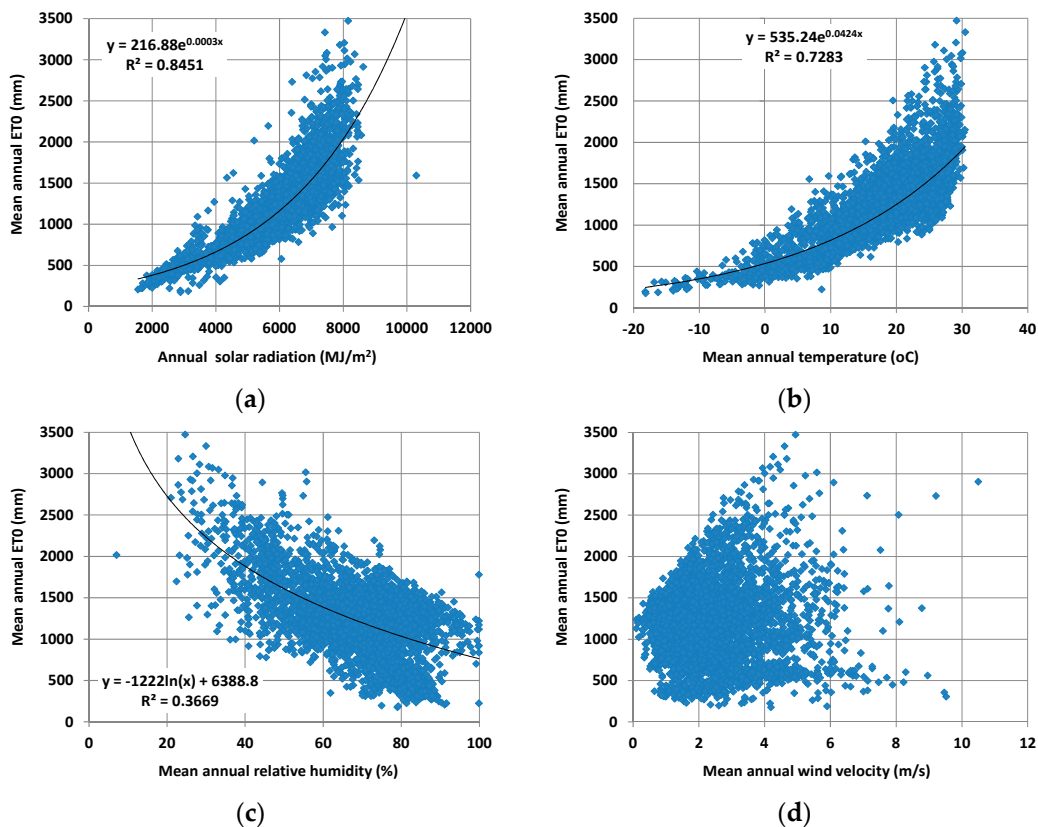 3500
3000
2500
2000
1500
1000
500
0
Mean annual ET0 (mm)
y = 216.88e^0.0003x
R² = 0.8451
0 2000 4000 6000 8000 10000 12000
Annual solar radiation (MJ/m²)
(a)
3500
3000
2500
2000
1500
1000
500
0
Mean annual ET0 (mm)
y = 535.24e^0.0424x
R² = 0.7283
-20 -10 0 10 20 30 40
Mean annual temperature (oC)
(b)
3500
3000
2500
2000
1500
1000
500
0
Mean annual ET0 (mm)
y = -1222ln(x) + 6388.8
R² = 0.3669
0 20 40 60 80 100
Mean annual relative humidity (%)
(c)
3500
3000
2500
2000
1500
1000
500
0
Mean annual ET0 (mm)
0 2 4 6 8 10 12
Mean annual wind velocity (m/s)
(d)